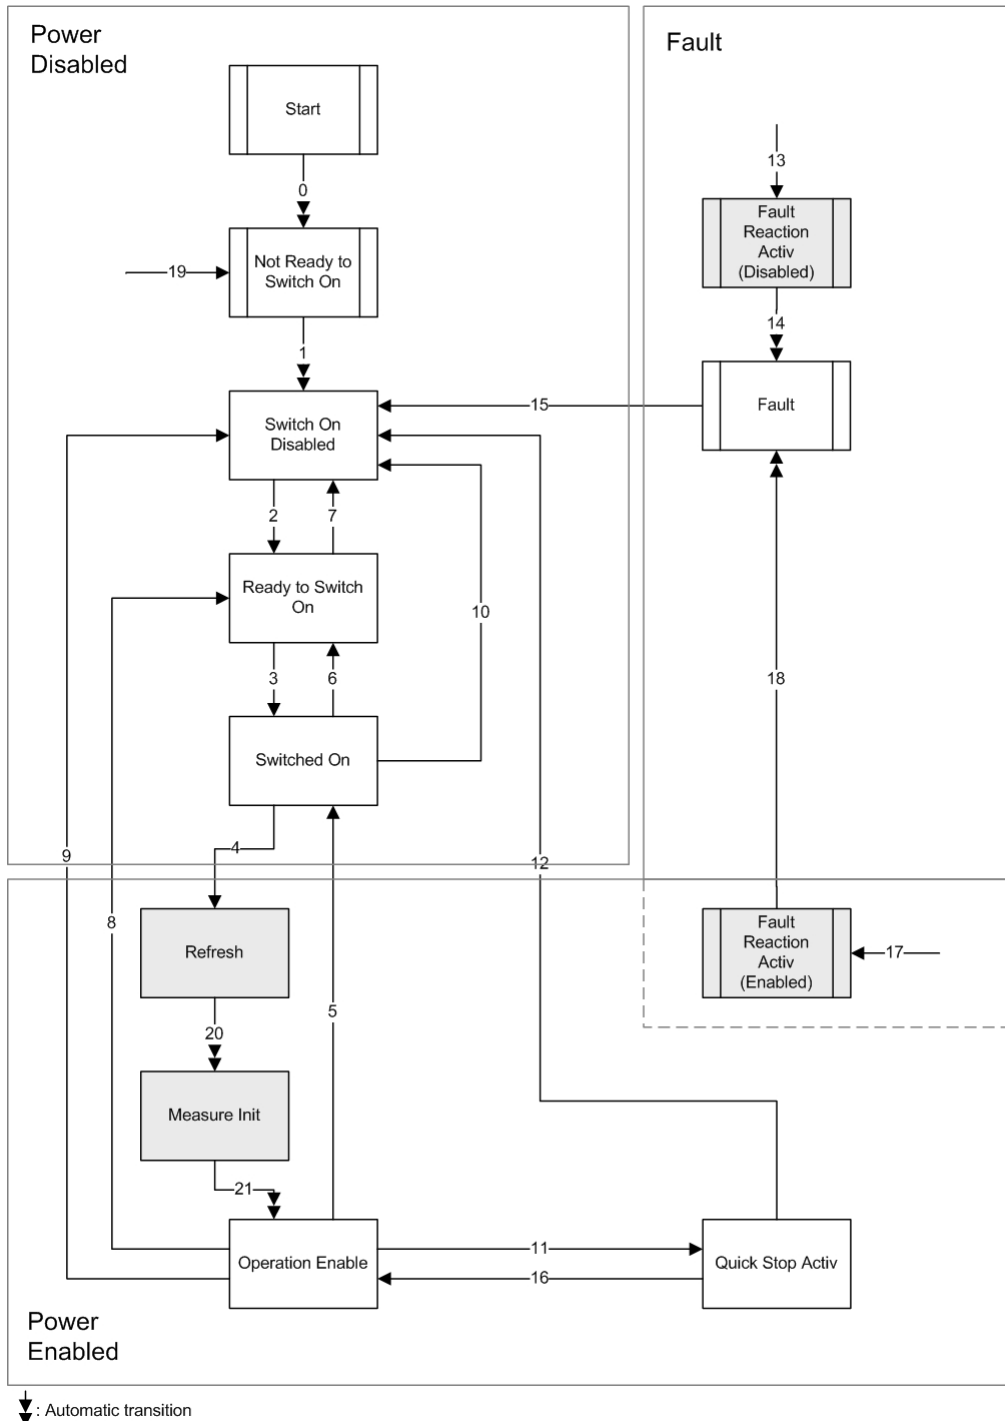 Power
Disabled
Fault
Start
0
13
Fault
Reaction
Activ
(Disabled)
Not Ready to
Switch On
19
14
1
Fault
Switch On
Disabled
15
2
7
Ready to Switch
On
10
3
6
18
Switched On
4
9
12
8
Refresh
Fault
Reaction
Activ
(Enabled)
17
5
20
Measure Init
21
Operation Enable
11
16
Quick Stop Activ
Power
Enabled
: Automatic transition